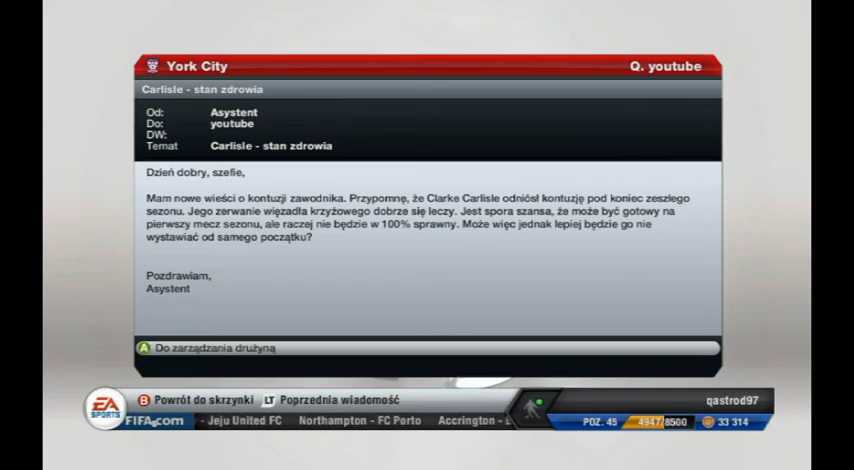 York City
Q. youtube
Carlisle - stan zdrowia
Od: Asystent
Do: youtube
DW:
Temat Carlisle - stan zdrowia
Dzień dobry, szefie,
Mam nowe wieści o kontuzji zawodnika. Przypomnę, że Clarke Carlisle odniósł kontuzję pod koniec zeszłego
sezonu. Jego zerwanie więzadła krzyżowego dobrze się leczy. Jest spora szansa, że może być gotowy na
pierwszy mecz sezonu, ale raczej nie będzie w 100% sprawny. Może więc jednak lepiej będzie go nie
wystawiać od samego początku?
Pozdrawiam,
Asystent
A Do zarządzania drużyną
EA SPORTS
B Powrót do skrzynki LT Poprzednia wiadomość
qastrod97
FIFA.com - Jeju United FC Northampton - FC Porto Accrington - L
POZ. 45 4947/8500 33 314